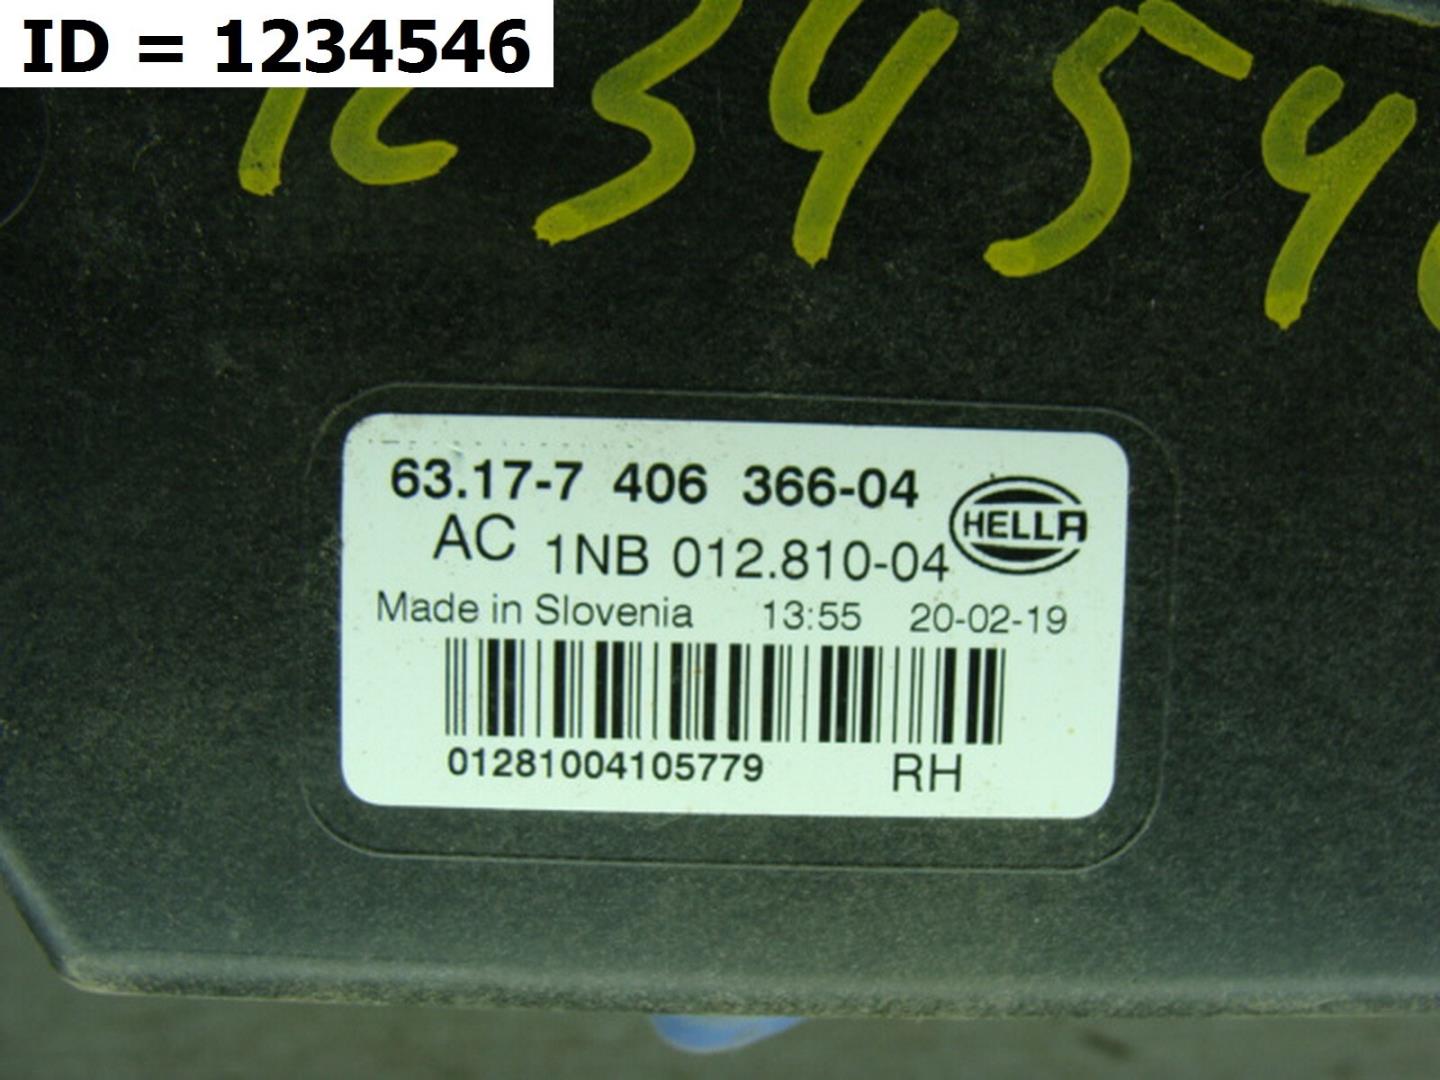 ID = 1234546
1234546
63.17-7 406 366-04
HELLA
AC 1NB 012.810-04
Made in Slovenia 13:55 20-02-19
01281004105779 RH